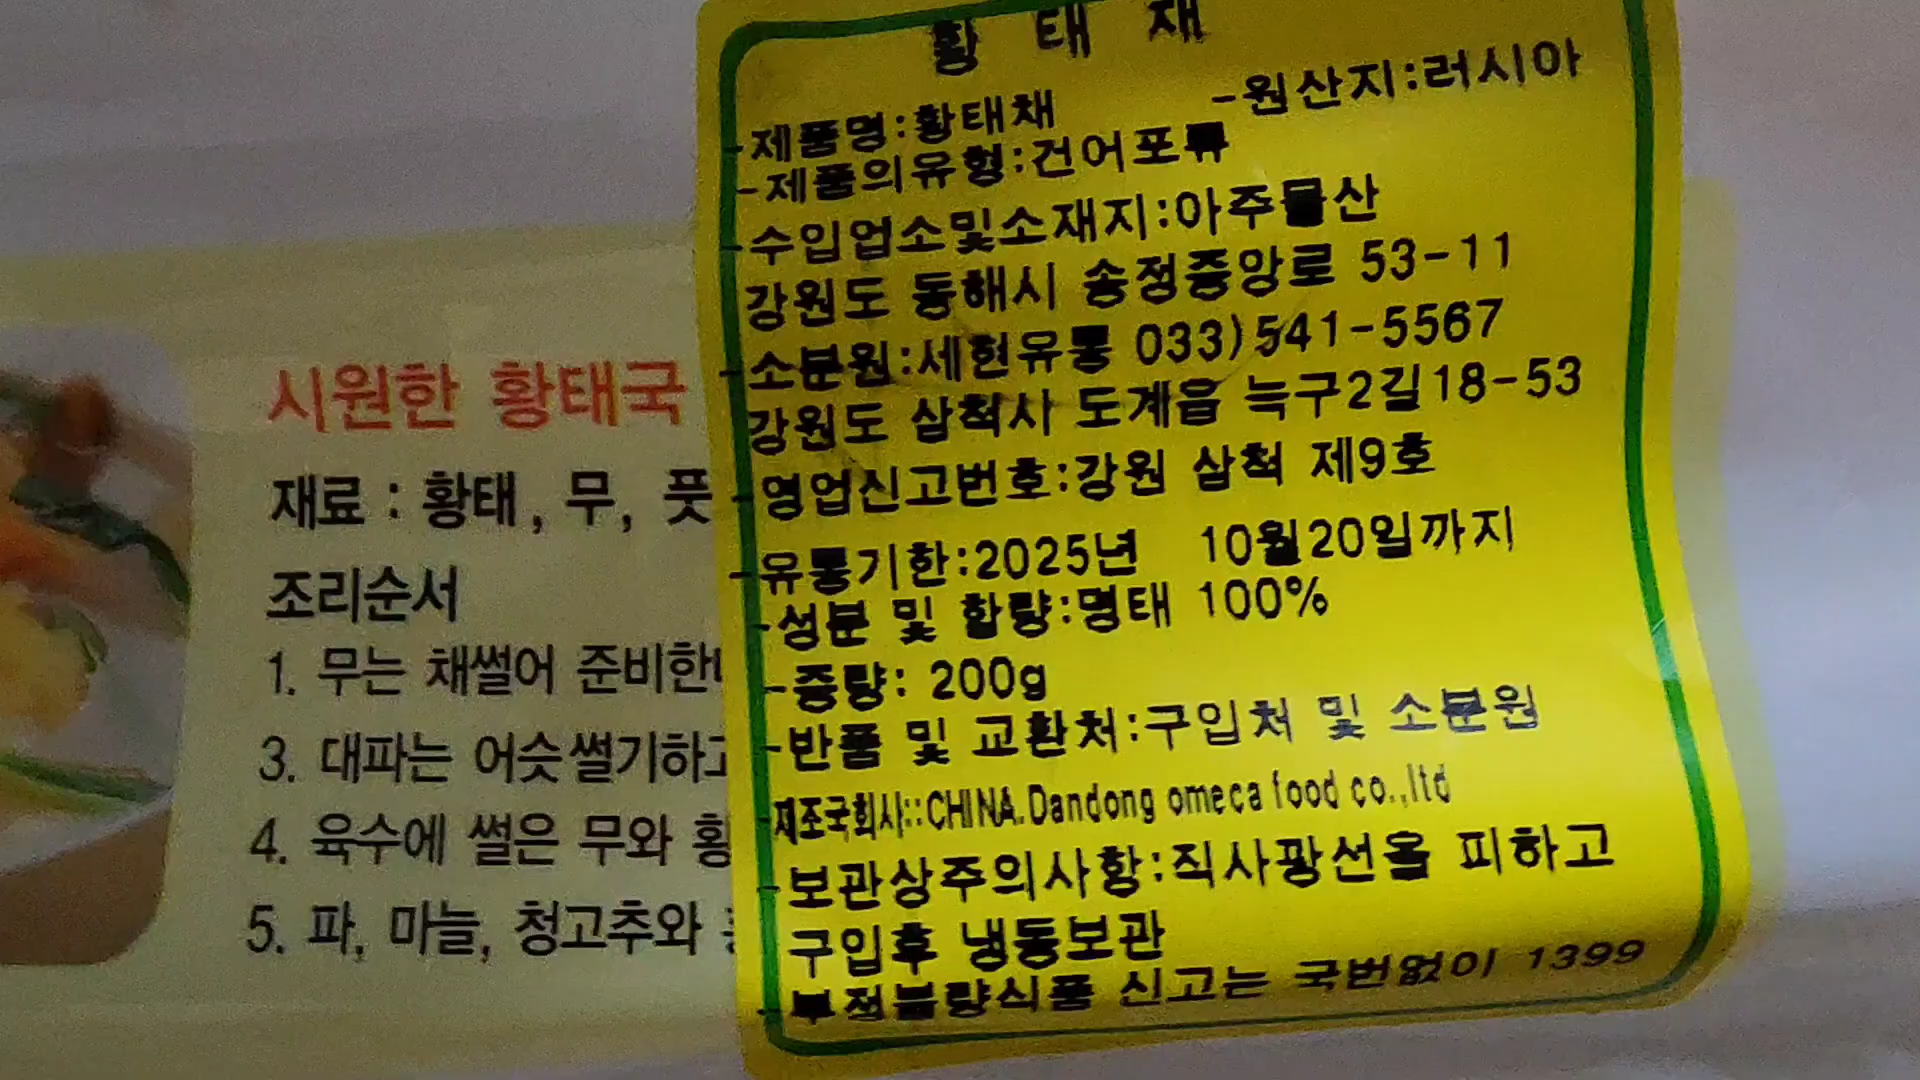 황 태 채
-제품명:황태채 -원산지:러시아
-제품의유형:건어포류
-수입업소및소재지:아주물산
강원도 동해시 송정중앙로 53-11
-소분원:세현유통 033)541-5567
강원도 삼척사 도계읍 늑구2길18-53
-영업신고번호:강원 삼척 제9호
-유통기한:2025년 10월20일까지
-성분 및 함량:명태 100%
-중량: 200g
-반품 및 교환처:구입처 및 소분원
-제조국회사::CHINA.Dandong omeca food co.,ltd
-보관상주의사항:직사광선을 피하고
구입후 냉동보관
-부정불량식품 신고는 국번없이 1399
시원한 황태국
재료 : 황태, 무, 풋
조리순서
1. 무는 채썰어 준비한다
3. 대파는 어슷썰기하고
4. 육수에 썰은 무와 황
5. 파, 마늘, 청고추와